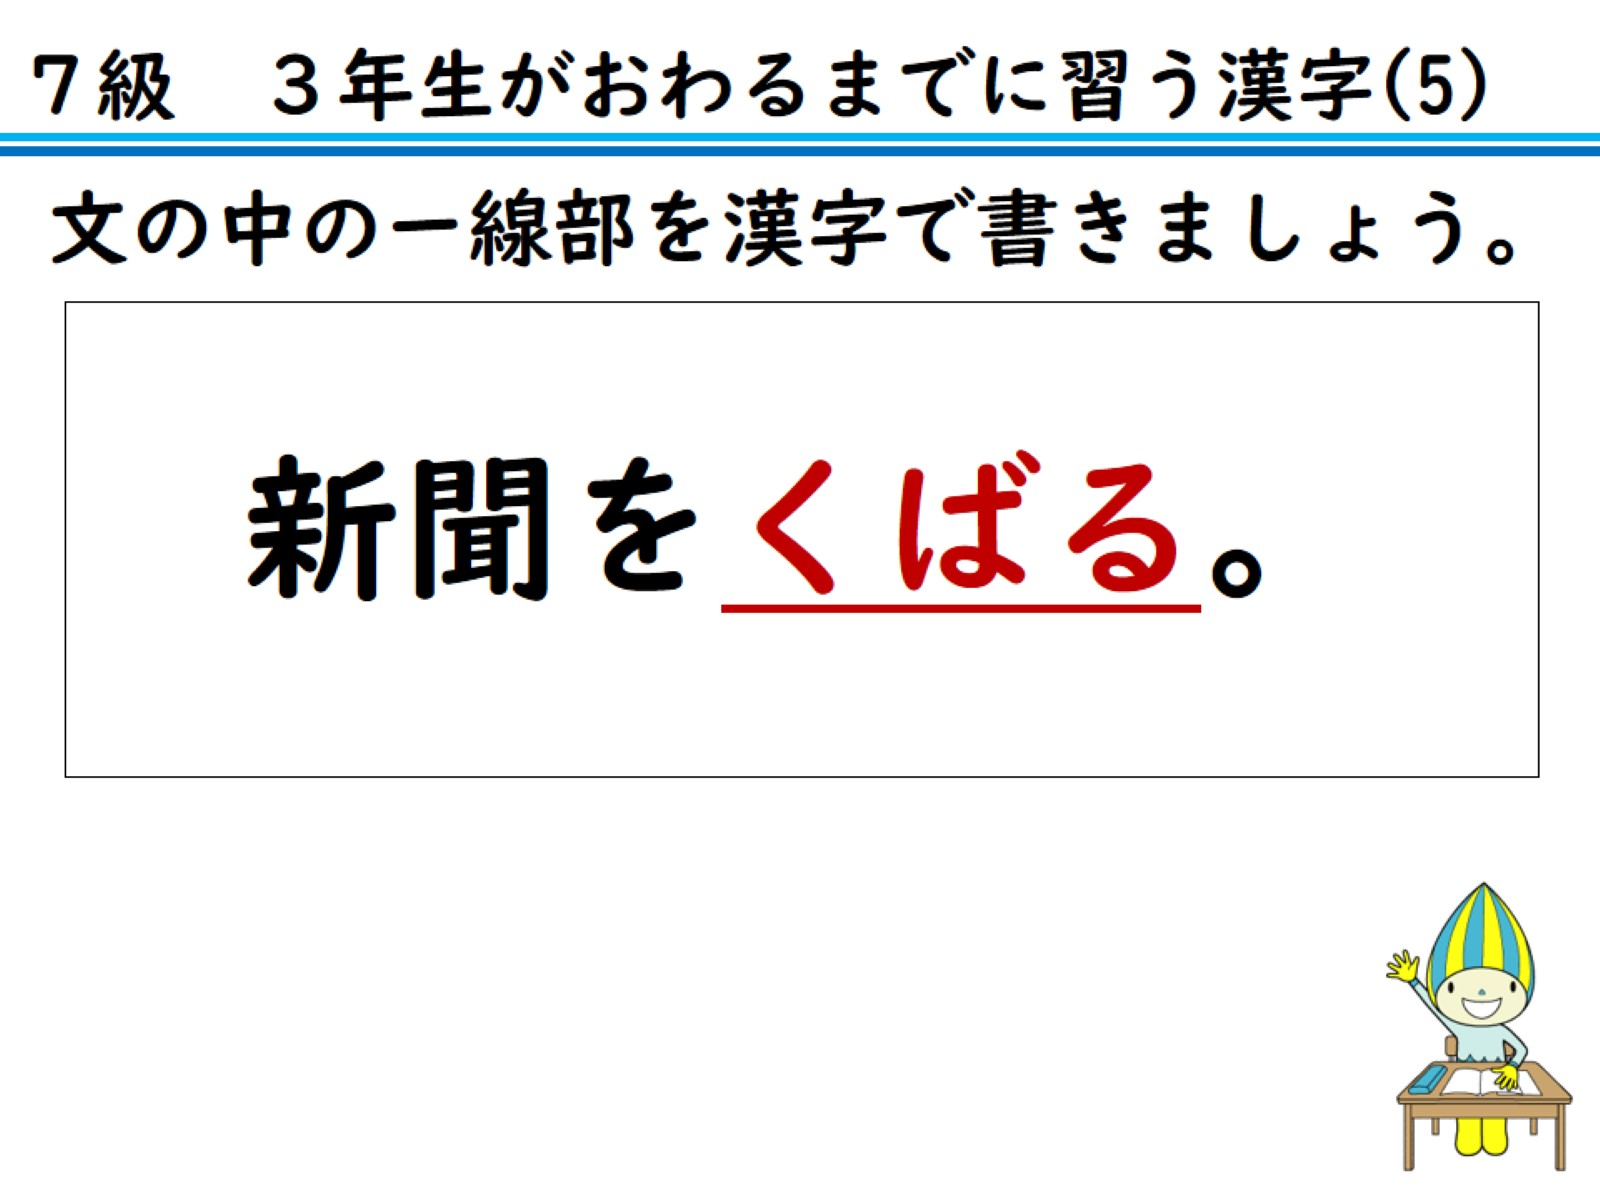 ７級　３年生がおわるまでに習う漢字(5)
文の中の―線部を漢字で書きましょう。
新聞をくばる。